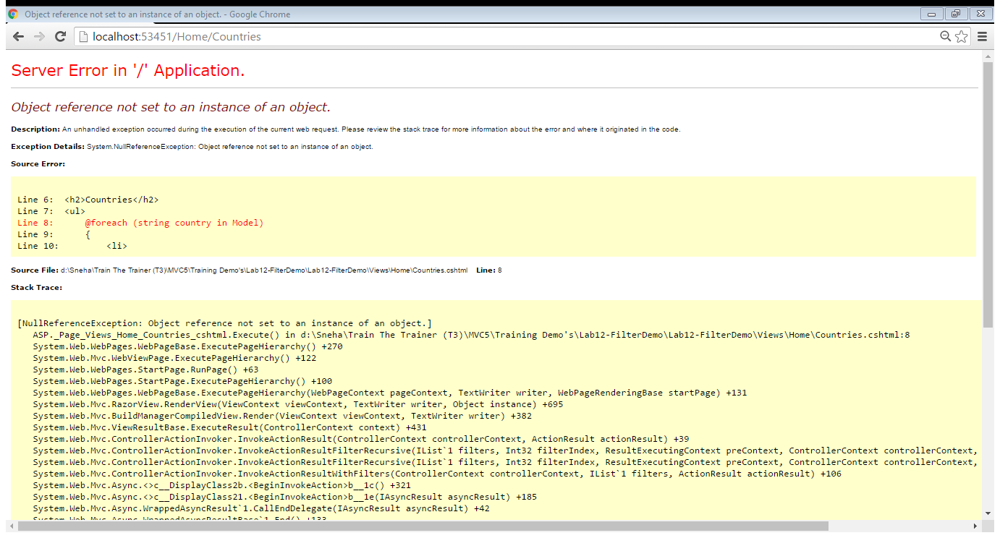 Object reference not set to an instance of an object. - Google Chrome
localhost:53451/Home/Countries
Server Error in '/' Application.
Object reference not set to an instance of an object.
Description: An unhandled exception occurred during the execution of the current web request. Please review the stack trace for more information about the error and where it originated in the code.
Exception Details: System.NullReferenceException: Object reference not set to an instance of an object.
Source Error:
Line 6:  <h2>Countries</h2>
Line 7:  <ul>
Line 8:      @foreach (string country in Model)
Line 9:      {
Line 10:         <li>
Source File: d:\Sneha\Train The Trainer (T3)\MVC5\Training Demo's\Lab12-FilterDemo\Lab12-FilterDemo\Views\Home\Countries.cshtml    Line: 8
Stack Trace:
[NullReferenceException: Object reference not set to an instance of an object.]
   ASP._Page_Views_Home_Countries_cshtml.Execute() in d:\Sneha\Train The Trainer (T3)\MVC5\Training Demo's\Lab12-FilterDemo\Lab12-FilterDemo\Views\Home\Countries.cshtml:8
   System.Web.WebPages.WebPageBase.ExecutePageHierarchy() +270
   System.Web.Mvc.WebViewPage.ExecutePageHierarchy() +122
   System.Web.WebPages.StartPage.RunPage() +63
   System.Web.WebPages.StartPage.ExecutePageHierarchy() +100
   System.Web.WebPages.WebPageBase.ExecutePageHierarchy(WebPageContext pageContext, TextWriter writer, WebPageRenderingBase startPage) +131
   System.Web.Mvc.RazorView.RenderView(ViewContext viewContext, TextWriter writer, Object instance) +695
   System.Web.Mvc.BuildManagerCompiledView.Render(ViewContext viewContext, TextWriter writer) +382
   System.Web.Mvc.ViewResultBase.ExecuteResult(ControllerContext context) +431
   System.Web.Mvc.ControllerActionInvoker.InvokeActionResult(ControllerContext controllerContext, ActionResult actionResult) +39
   System.Web.Mvc.ControllerActionInvoker.InvokeActionResultFilterRecursive(IList`1 filters, Int32 filterIndex, ResultExecutingContext preContext, ControllerContext controllerContext,
   System.Web.Mvc.ControllerActionInvoker.InvokeActionResultFilterRecursive(IList`1 filters, Int32 filterIndex, ResultExecutingContext preContext, ControllerContext controllerContext,
   System.Web.Mvc.ControllerActionInvoker.InvokeActionResultWithFilters(ControllerContext controllerContext, IList`1 filters, ActionResult actionResult) +106
   System.Web.Mvc.Async.<>c__DisplayClass2b.<BeginInvokeAction>b__1c() +321
   System.Web.Mvc.Async.<>c__DisplayClass21.<BeginInvokeAction>b__1e(IAsyncResult asyncResult) +185
   System.Web.Mvc.Async.WrappedAsyncResult`1.CallEndDelegate(IAsyncResult asyncResult) +42
   System.Web.Mvc.Async.WrappedAsyncResultBase`1.End() +133